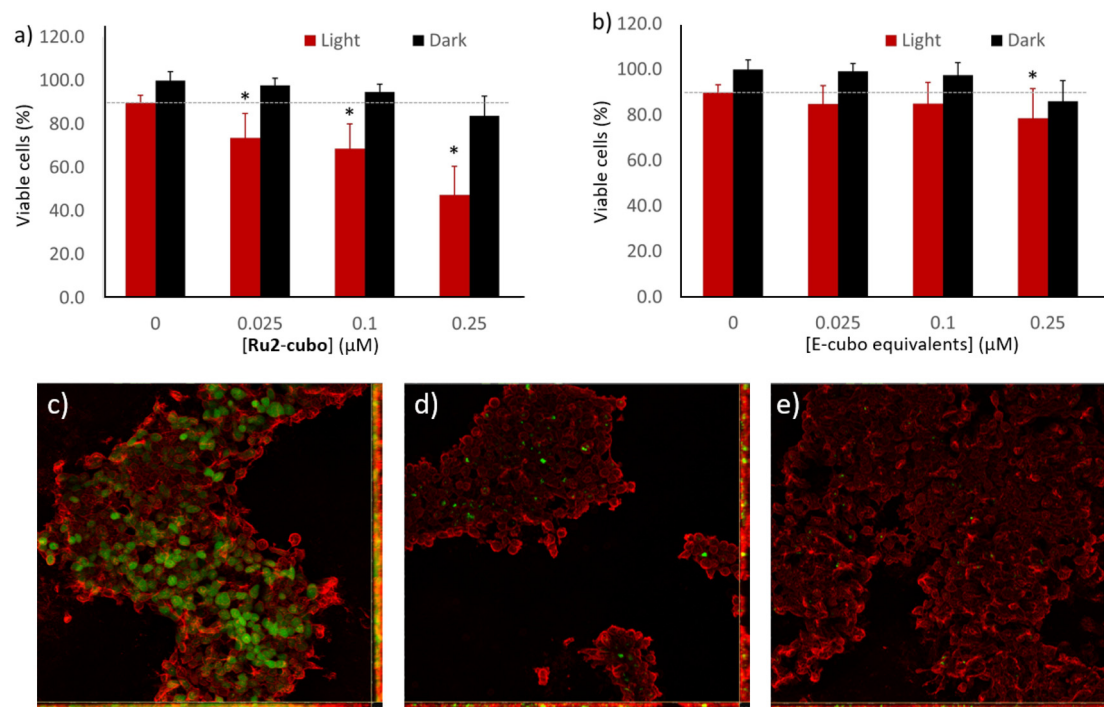 a)
120.0
100.0
80.0
60.0
40.0
20.0
0.0
Viable cells (%)
Light Dark
* * *
0 0.025 0.1 0.25
[Ru2-cubo] (µM)
b)
120.0
100.0
80.0
60.0
40.0
20.0
0.0
Viable cells (%)
Light Dark
*
0 0.025 0.1 0.25
[E-cubo equivalents] (µM)
c)
d)
e)